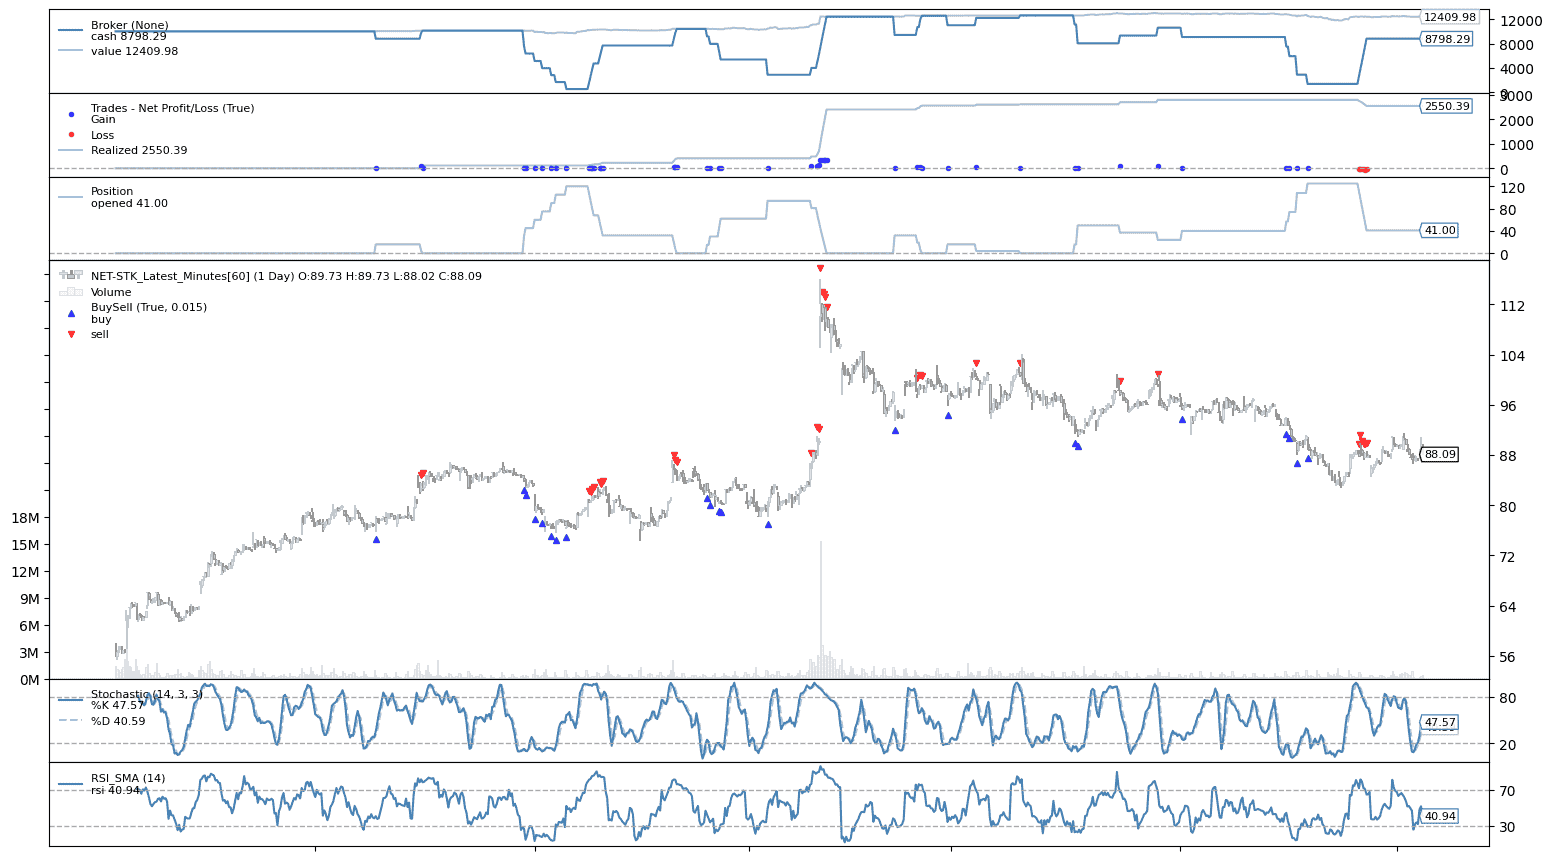 Broker (None)
cash 8798.29
value 12409.98
12409.98
8798.29
12000
8000
4000
0
Trades - Net Profit/Loss (True)
Gain
Loss
Realized 2550.39
3000
2550.39
2000
1000
0
Position
opened 41.00
120
80
41.00
40
0
NET-STK_Latest_Minutes[60] (1 Day) O:89.73 H:89.73 L:88.02 C:88.09
Volume
BuySell (True, 0.015)
buy
sell
112
104
96
88.09
88
80
72
64
56
18M
15M
12M
9M
6M
3M
0M
Stochastic (14, 3, 3)
%K 47.57
%D 40.59
80
47.57
20
RSI_SMA (14)
rsi 40.94
70
40.94
30